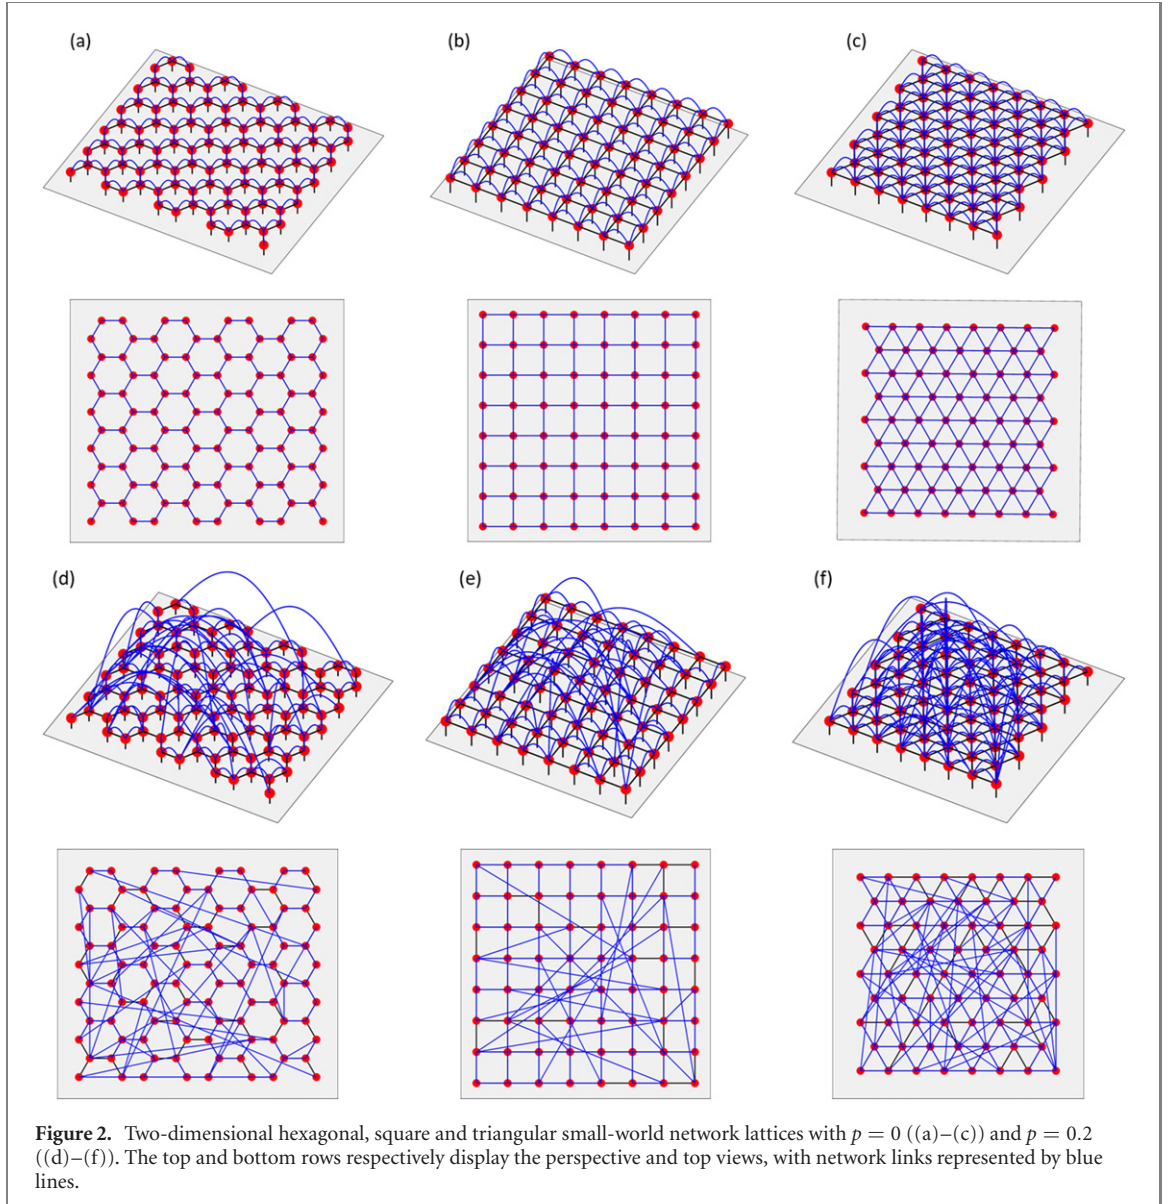 (a)
(b)
(c)
(d)
(e)
(f)
Figure 2. Two-dimensional hexagonal, square and triangular small-world network lattices with p = 0 ((a)–(c)) and p = 0.2
((d)–(f)). The top and bottom rows respectively display the perspective and top views, with network links represented by blue
lines.